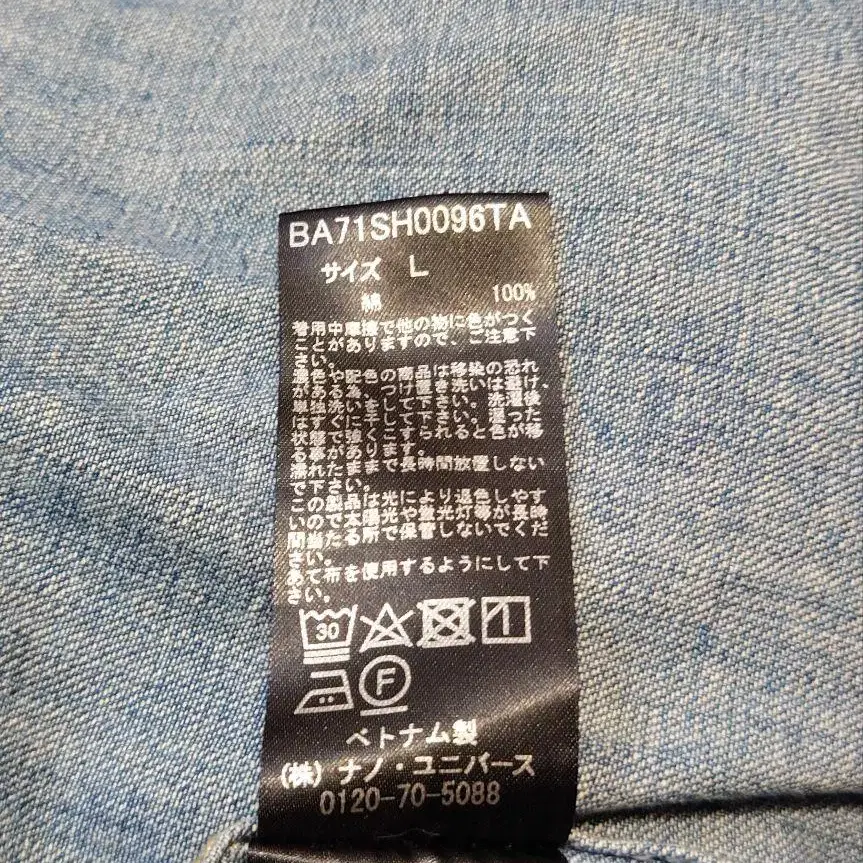 BA71SH0096TA
サイズ L
綿 100%
着用中摩擦で他の物に色がつく
ことがありますので、ご注意下
さい。
濃色や配色の商品は移染の恐れ
がある為、つけ置き洗いは避け、
単独洗いをして下さい。洗濯後
はすぐに干して下さい。湿った
状態で強くこすられると色が移
る事があります。
濡れたままで長時間放置しない
で下さい。
この製品は光により退色しやす
いので太陽光や蛍光灯等が長時
間当たる所で保管しないでくだ
さい。
あて布を使用するようにして下
さい。
30
F
ベトナム製
(株)ナノ・ユニバース
0120-70-5088